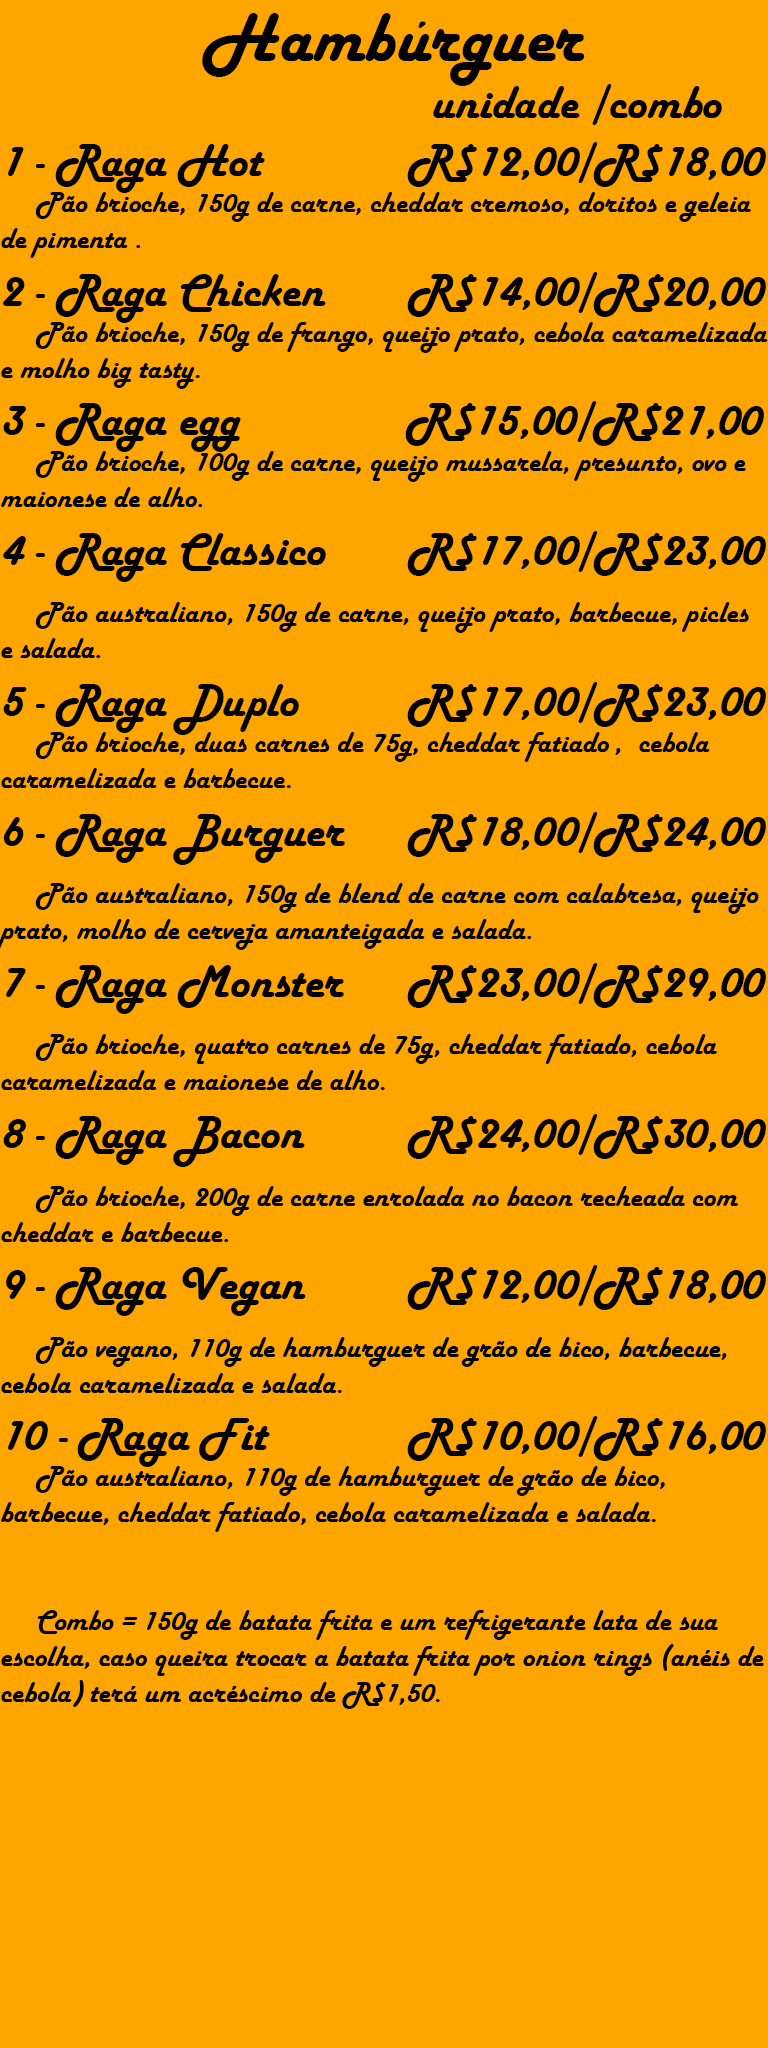 Hambúrguer
unidade /combo
1 - Raga Hot R$12,00/R$18,00
Pão brioche, 150g de carne, cheddar cremoso, doritos e geleia
de pimenta .
2 - Raga Chicken R$14,00/R$20,00
Pão brioche, 150g de frango, queijo prato, cebola caramelizada
e molho big tasty.
3 - Raga egg R$15,00/R$21,00
Pão brioche, 100g de carne, queijo mussarela, presunto, ovo e
maionese de alho.
4 - Raga Classico R$17,00/R$23,00
Pão australiano, 150g de carne, queijo prato, barbecue, picles
e salada.
5 - Raga Duplo R$17,00/R$23,00
Pão brioche, duas carnes de 75g, cheddar fatiado , cebola
caramelizada e barbecue.
6 - Raga Burguer R$18,00/R$24,00
Pão australiano, 150g de blend de carne com calabresa, queijo
prato, molho de cerveja amanteigada e salada.
7 - Raga Monster R$23,00/R$29,00
Pão brioche, quatro carnes de 75g, cheddar fatiado, cebola
caramelizada e maionese de alho.
8 - Raga Bacon R$24,00/R$30,00
Pão brioche, 200g de carne enrolada no bacon recheada com
cheddar e barbecue.
9 - Raga Vegan R$12,00/R$18,00
Pão vegano, 110g de hamburguer de grão de bico, barbecue,
cebola caramelizada e salada.
10 - Raga Fit R$10,00/R$16,00
Pão australiano, 110g de hamburguer de grão de bico,
barbecue, cheddar fatiado, cebola caramelizada e salada.
Combo = 150g de batata frita e um refrigerante lata de sua
escolha, caso queira trocar a batata frita por onion rings (anéis de
cebola) terá um acréscimo de R$1,50.